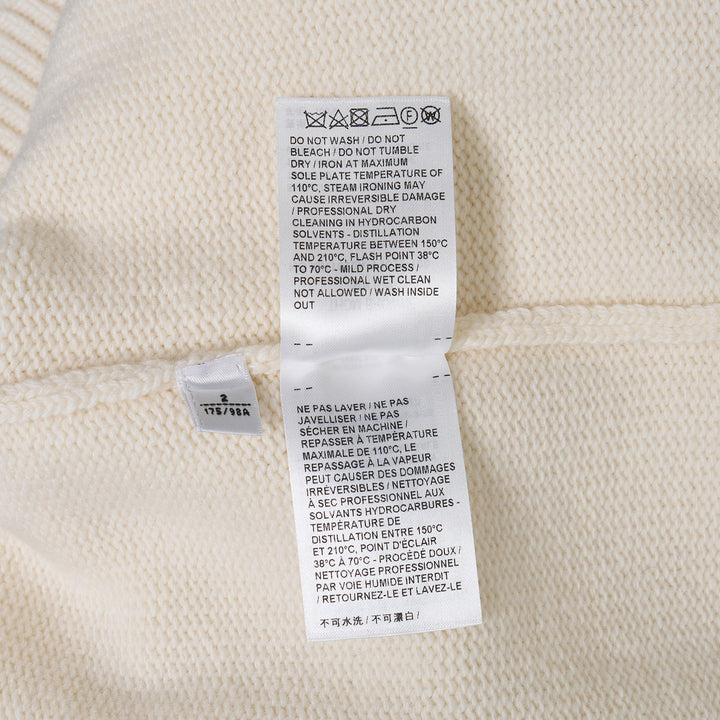 DO NOT WASH / DO NOT
BLEACH / DO NOT TUMBLE
DRY / IRON AT MAXIMUM
SOLE PLATE TEMPERATURE OF
110°C, STEAM IRONING MAY
CAUSE IRREVERSIBLE DAMAGE
/ PROFESSIONAL DRY
CLEANING IN HYDROCARBON
SOLVENTS - DISTILLATION
TEMPERATURE BETWEEN 150°C
AND 210°C, FLASH POINT 38°C
TO 70°C - MILD PROCESS /
PROFESSIONAL WET CLEAN
NOT ALLOWED / WASH INSIDE
OUT
2
175/98A
NE PAS LAVER / NE PAS
JAVELLISER / NE PAS
SÉCHER EN MACHINE /
REPASSER À TEMPÉRATURE
MAXIMALE DE 110°C, LE
REPASSAGE À LA VAPEUR
PEUT CAUSER DES DOMMAGES
IRRÉVERSIBLES / NETTOYAGE
À SEC PROFESSIONNEL AUX
SOLVANTS HYDROCARBURES -
TEMPÉRATURE DE
DISTILLATION ENTRE 150°C
ET 210°C, POINT D'ÉCLAIR
38°C À 70°C - PROCÉDÉ DOUX /
NETTOYAGE PROFESSIONNEL
PAR VOIE HUMIDE INTERDIT
/ RETOURNEZ-LE ET LAVEZ-LE
不可水洗 / 不可漂白 /